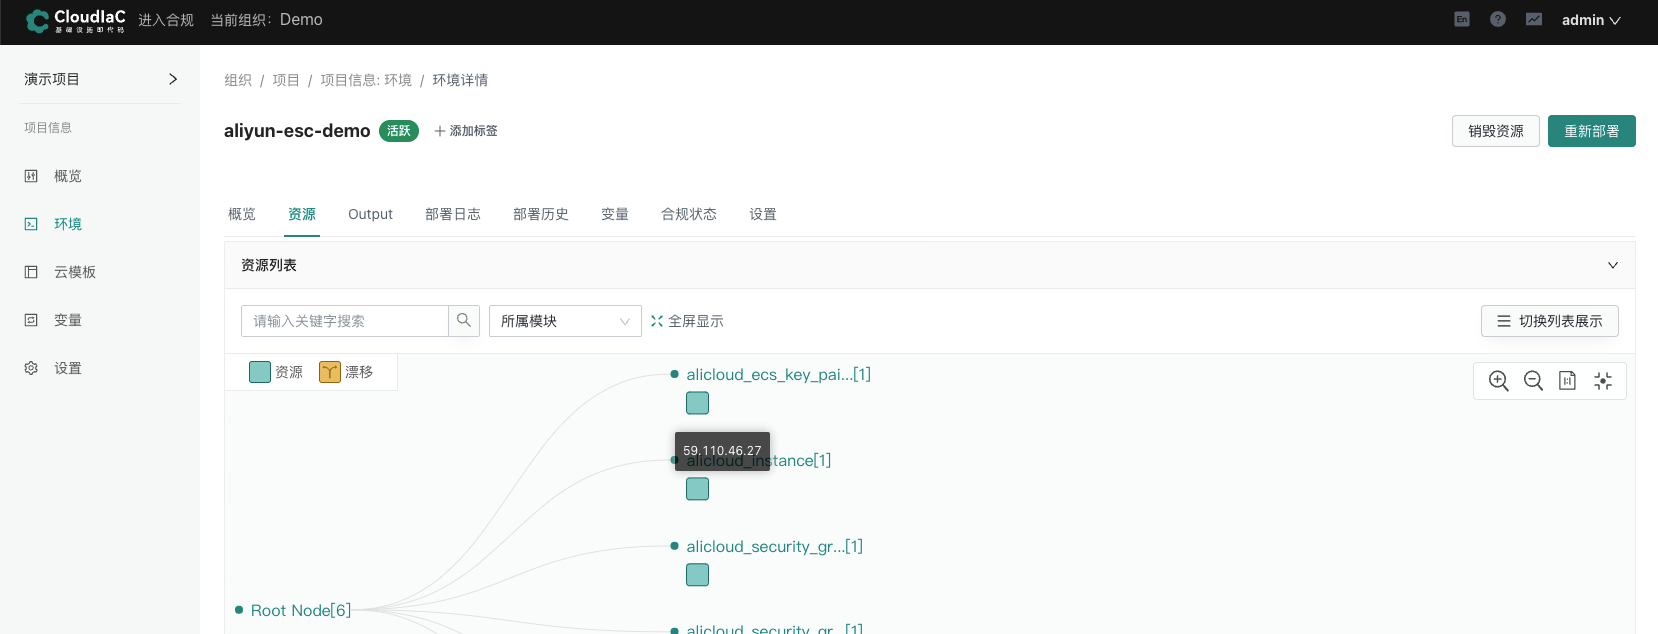 CloudIaC
基础设施即代码
进入合规
当前组织：Demo
En
?
admin
演示项目
项目信息
概览
环境
云模板
变量
设置
组织 / 项目 / 项目信息: 环境 / 环境详情
aliyun-esc-demo 活跃 + 添加标签
销毁资源 重新部署
概览 资源 Output 部署日志 部署历史 变量 合规状态 设置
资源列表
请输入关键字搜索 所属模块 全屏显示 切换列表展示
资源 漂移
alicloud_ecs_key_pai...[1]
59.110.46.27
alicloud_instance[1]
alicloud_security_gr...[1]
Root Node[6]
alicloud_security_gr...[1]